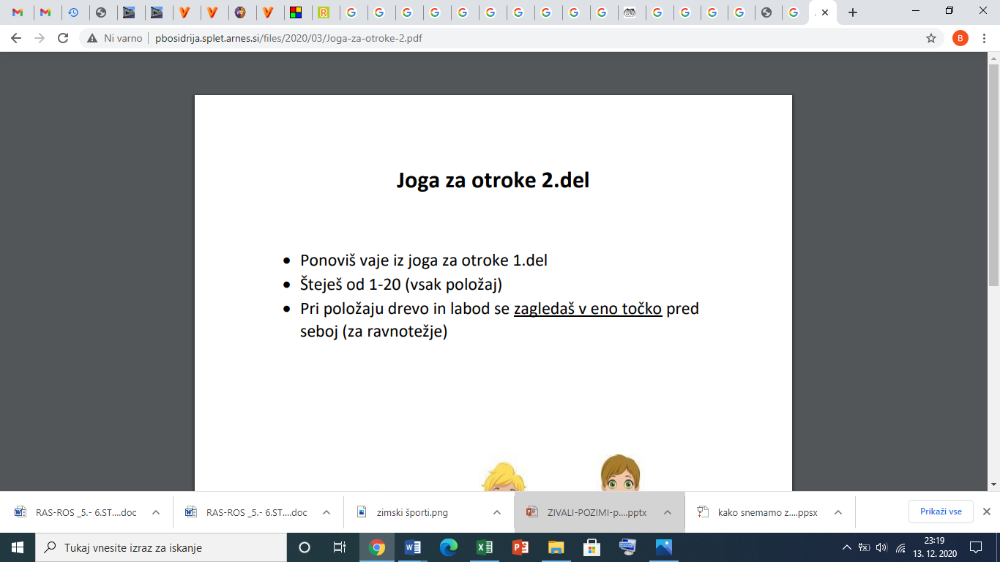 Ni varno
pbosidrija.splet.arnes.si/files/2020/03/Joga-za-otroke-2.pdf
B
Joga za otroke 2.del
• Ponoviš vaje iz joga za otroke 1.del
• Šteješ od 1-20 (vsak položaj)
• Pri položaju drevo in labod se zagledaš v eno točko pred
seboj (za ravnotežje)
RAS-ROS _5.- 6.ST....doc
RAS-ROS _5.- 6.ST....doc
zimski športi.png
ZIVALI-POZIMI-p....pptx
kako snemamo z....ppsx
Prikaži vse
Tukaj vnesite izraz za iskanje
23:19
13. 12. 2020